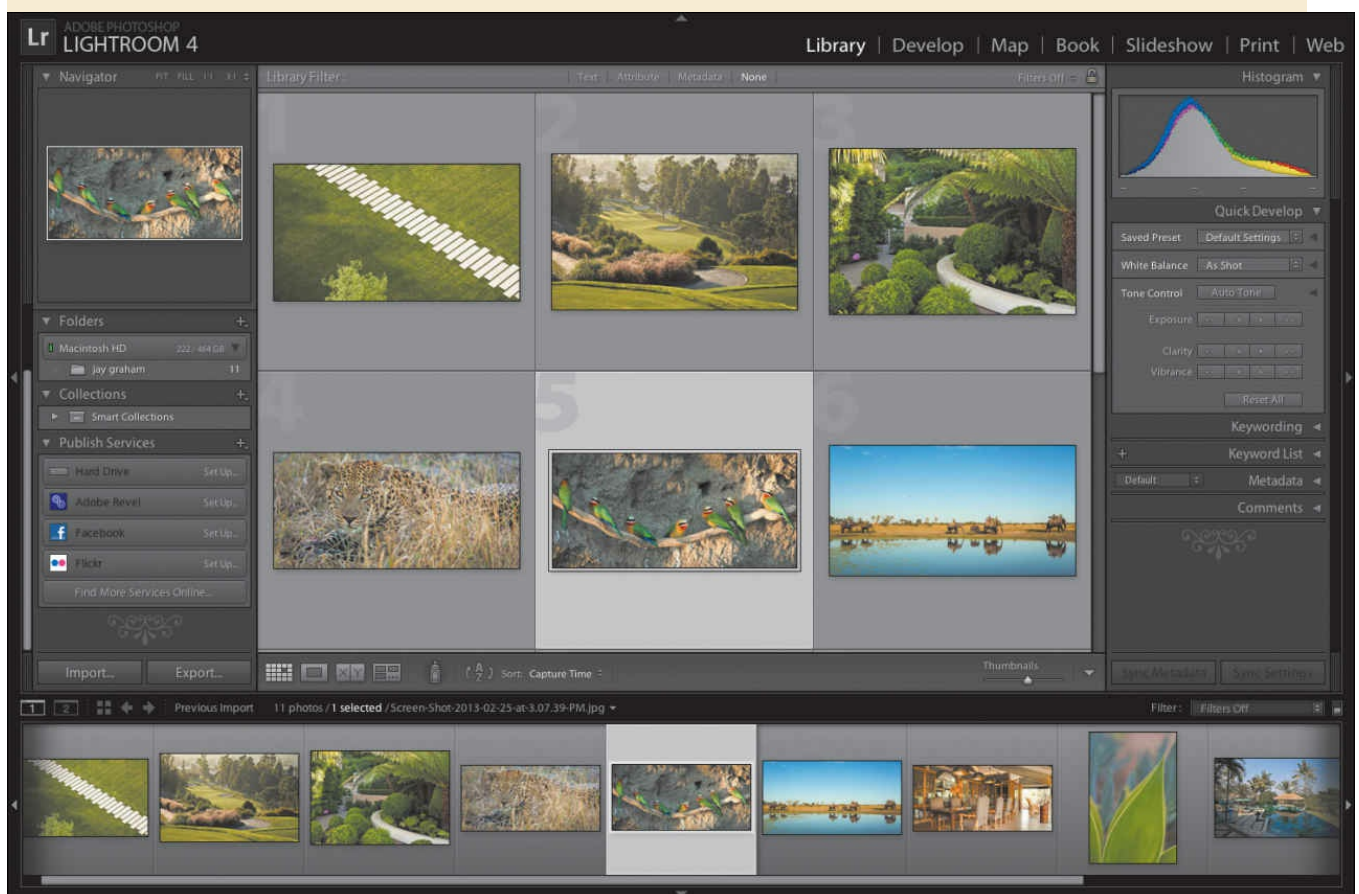 Lr ADOBE PHOTOSHOP
LIGHTROOM 4
Library | Develop | Map | Book | Slideshow | Print | Web
Navigator FIT FILL 1:1 3:1
Library Filter: Text Attribute Metadata None Filters Off
Histogram
1
2
3
Quick Develop
Saved Preset Default Settings
White Balance As Shot
Tone Control Auto Tone
Exposure
Clarity
Vibrance
Reset All
Folders
Macintosh HD 222 / 464 GB
jay graham 11
Collections
Smart Collections
Publish Services
Hard Drive Set Up...
Adobe Revel Set Up...
Facebook Set Up...
Flickr Set Up...
Find More Services Online...
4
5
6
Keywording
Keyword List
Default Metadata
Comments
Import... Export...
X Y
A Z Sort: Capture Time
Thumbnails
Sync Metadata Sync Settings
1 2 Previous Import 11 photos / 1 selected / Screen-Shot-2013-02-25-at-3.07.39-PM.jpg
Filter: Filters Off